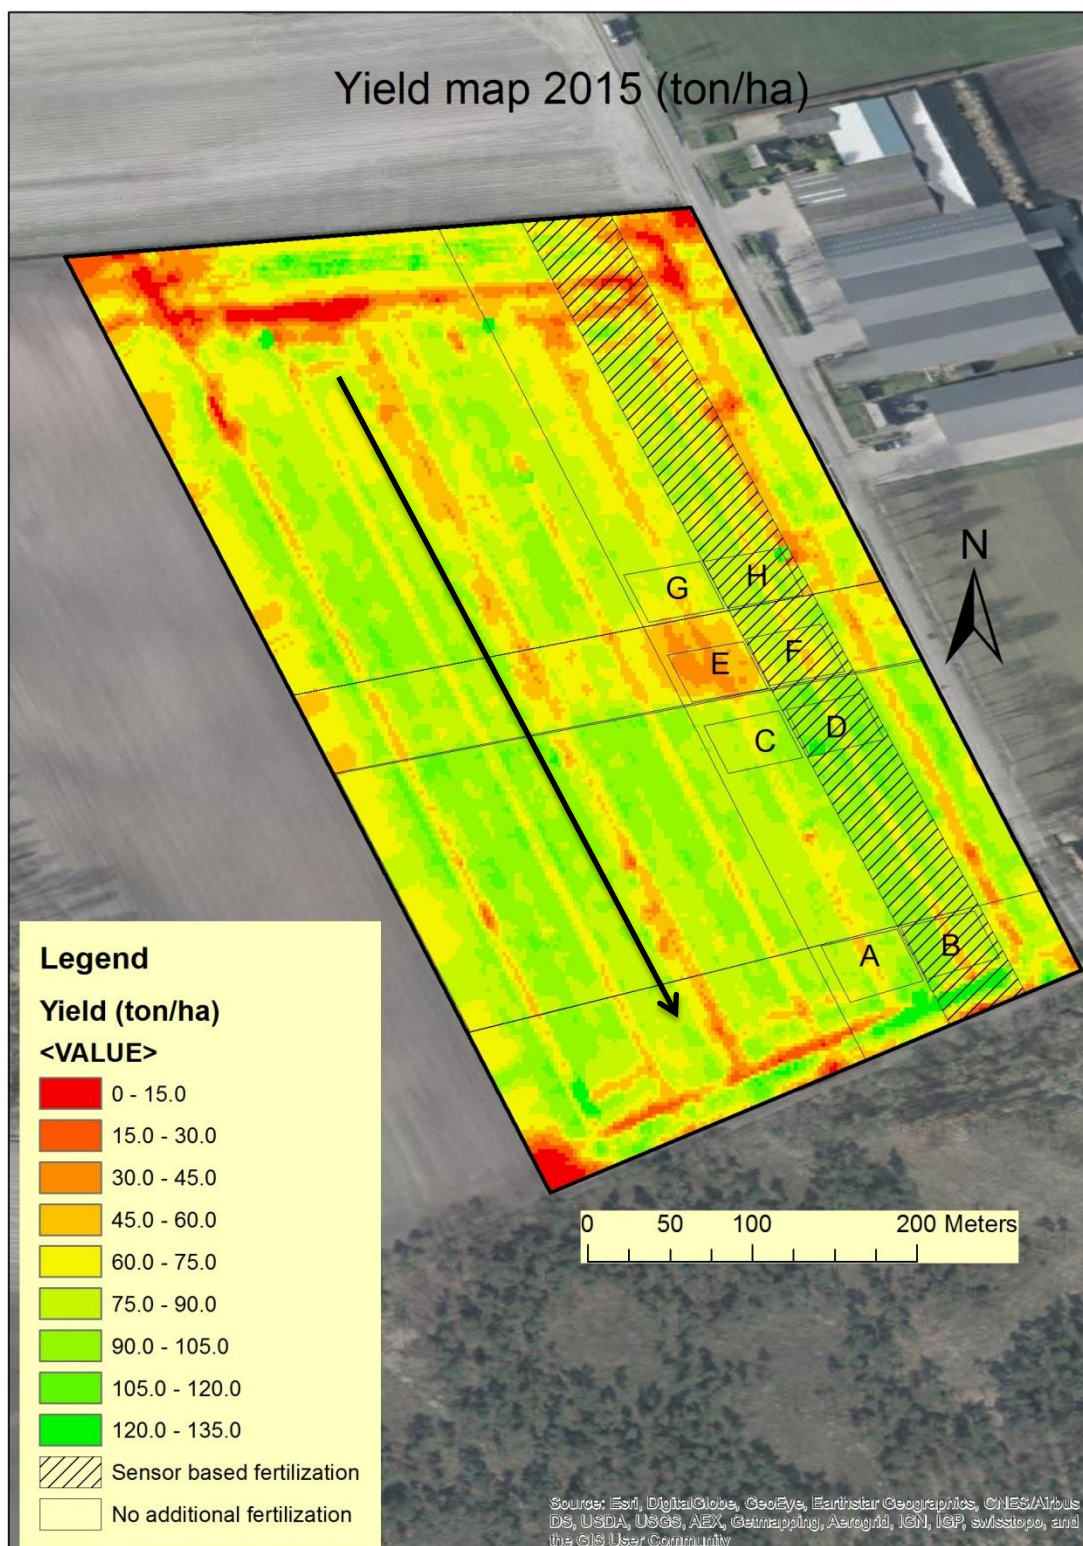 Yield map 2015 (ton/ha)
N
G
H
E
F
C
D
A
B
Legend
Yield (ton/ha)
<VALUE>
0 - 15.0
15.0 - 30.0
30.0 - 45.0
45.0 - 60.0
60.0 - 75.0
75.0 - 90.0
90.0 - 105.0
105.0 - 120.0
120.0 - 135.0
Sensor based fertilization
No additional fertilization
0 50 100 200 Meters
Source: Esri, DigitalGlobe, GeoEye, Earthstar Geographics, CNES/Airbus
DS, USDA, USGS, AEX, Getmapping, Aerogrid, IGN, IGP, swisstopo, and
the GIS User Community